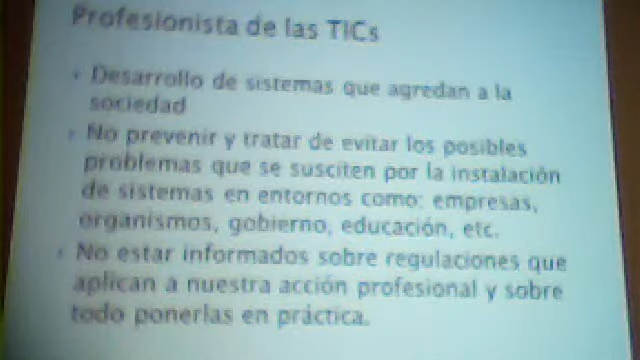 Profesionista de las TICs
Desarrollo de sistemas que agredan a la
sociedad
No prevenir y tratar de evitar los posibles
problemas que se susciten por la instalación
de sistemas en entornos como: empresas,
organismos, gobierno, educación, etc.
No estar informados sobre regulaciones que
aplican a nuestra acción profesional y sobre
todo ponerlas en práctica.